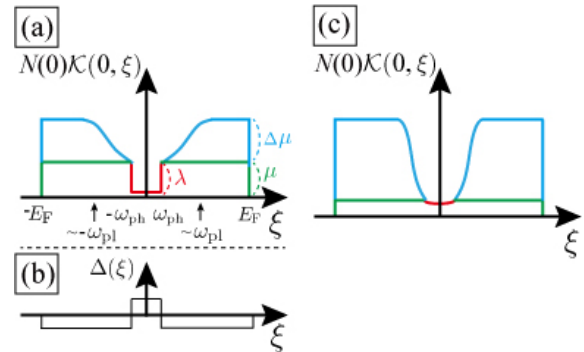 (a)
N(0)K(0, ξ)
Δμ
λ
μ
-E_F
-ω_ph
ω_ph
E_F
ξ
~-ω_pl
~ω_pl
(b)
Δ(ξ)
ξ
(c)
N(0)K(0, ξ)
ξ